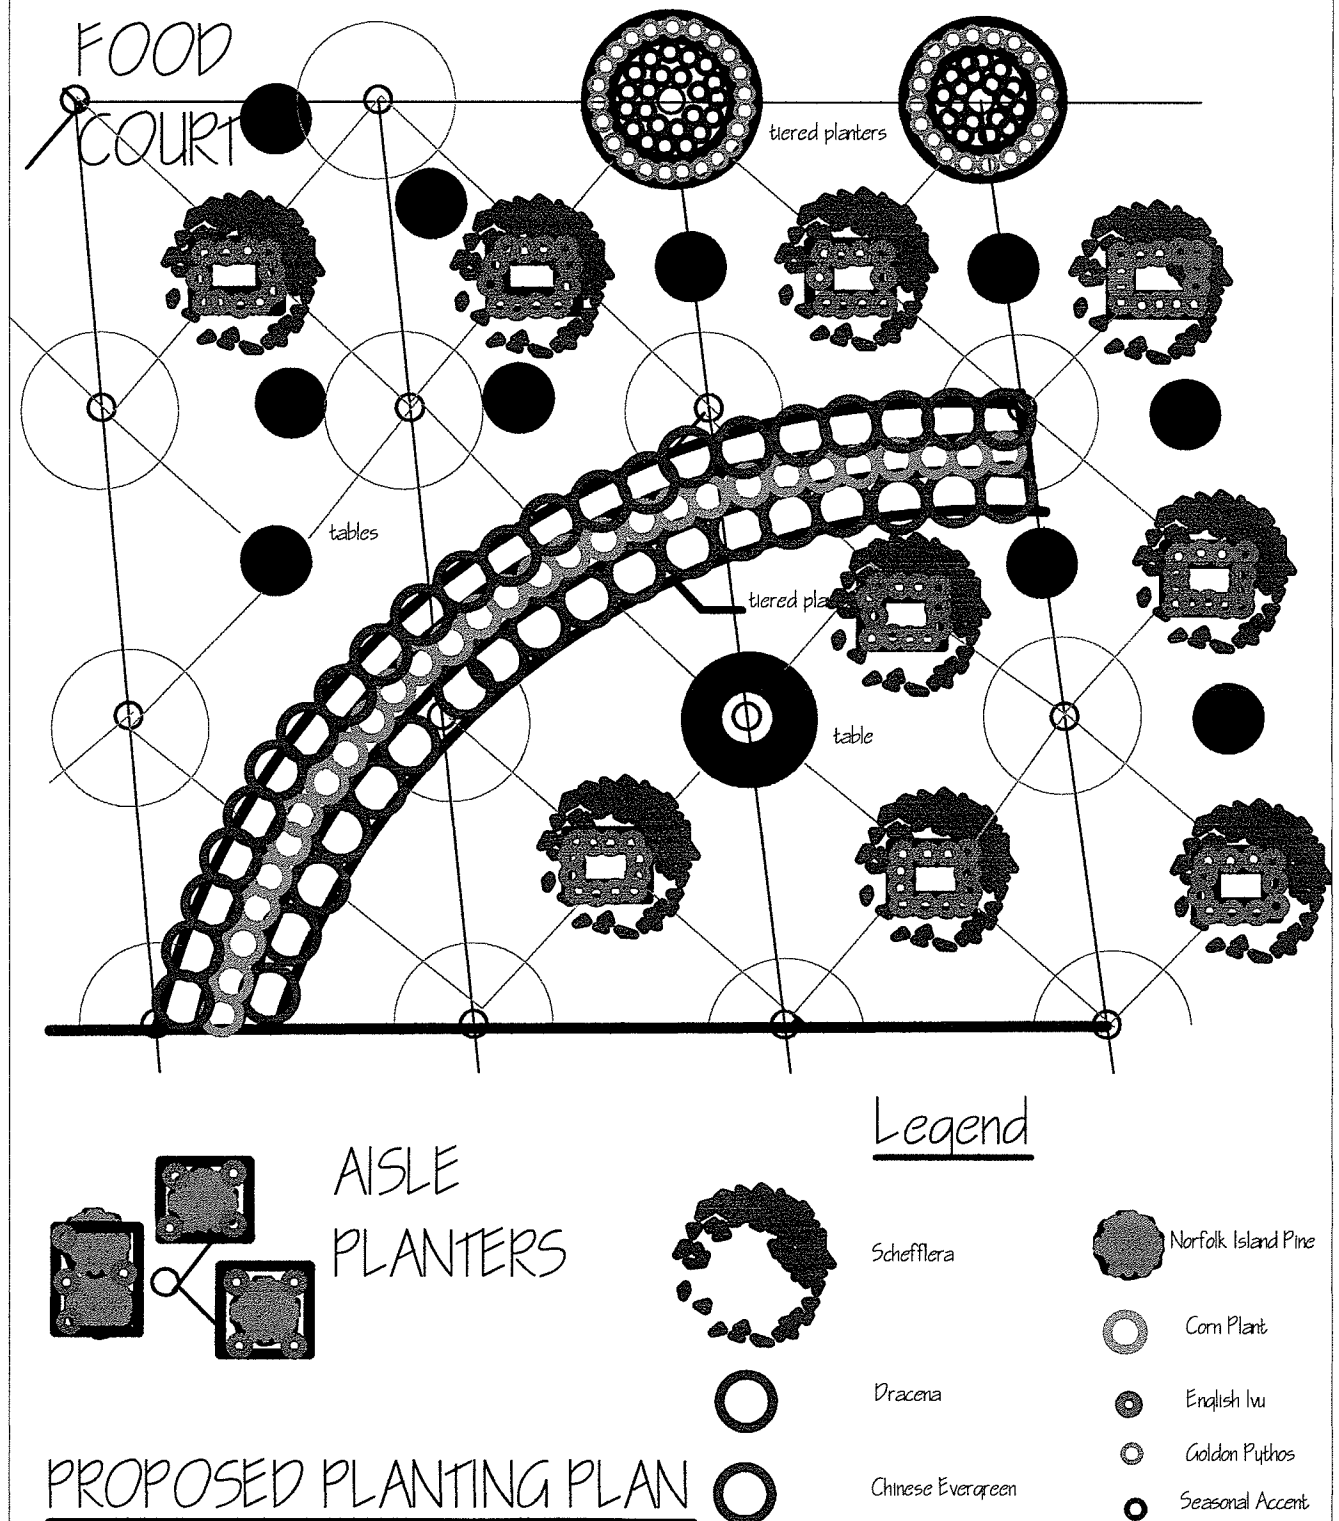 FOOD
COURT
tiered planters
tables
tiered pla
table
Legend
AISLE
PLANTERS
Schefflera
Norfolk Island Pine
Corn Plant
Dracena
English Ivu
Goldon Pythos
Chinese Evergreen
Seasonal Accent
PROPOSED PLANTING PLAN